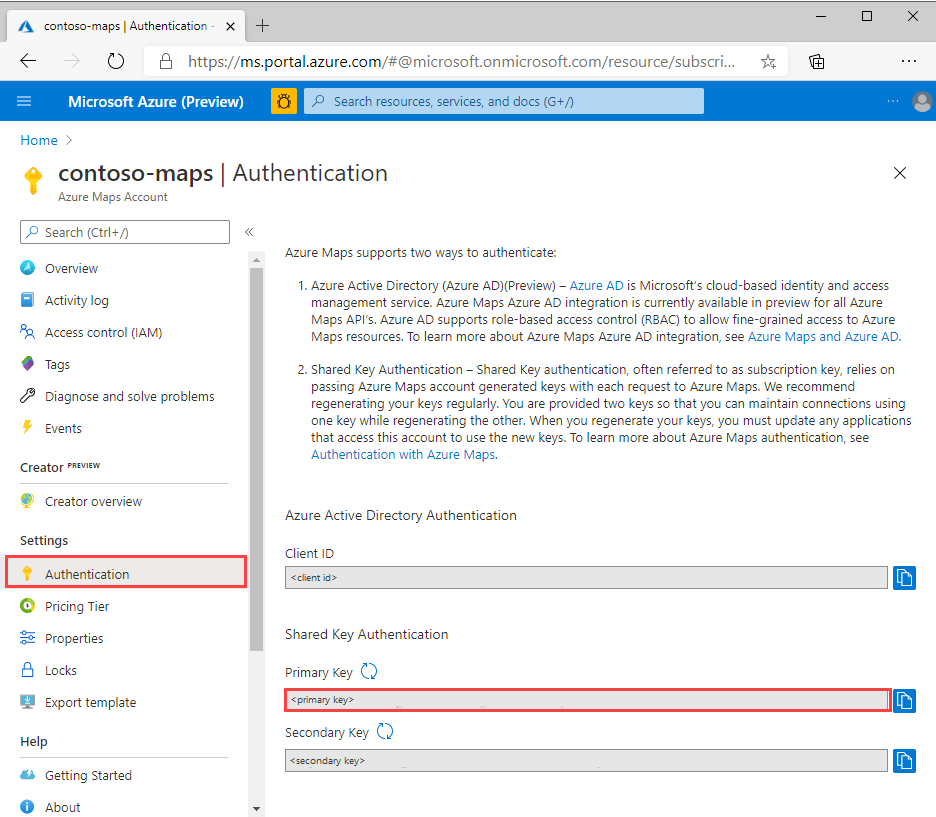 contoso-maps | Authentication -
https://ms.portal.azure.com/#@microsoft.onmicrosoft.com/resource/subscri...
Microsoft Azure (Preview)
Search resources, services, and docs (G+/)
Home
contoso-maps | Authentication
Azure Maps Account
Search (Ctrl+/)
Overview
Activity log
Access control (IAM)
Tags
Diagnose and solve problems
Events
Creator PREVIEW
Creator overview
Settings
Authentication
Pricing Tier
Properties
Locks
Export template
Help
Getting Started
About
Azure Maps supports two ways to authenticate:
1. Azure Active Directory (Azure AD)(Preview) – Azure AD is Microsoft's cloud-based identity and access
management service. Azure Maps Azure AD integration is currently available in preview for all Azure
Maps API's. Azure AD supports role-based access control (RBAC) to allow fine-grained access to Azure
Maps resources. To learn more about Azure Maps Azure AD integration, see Azure Maps and Azure AD.
2. Shared Key Authentication – Shared Key authentication, often referred to as subscription key, relies on
passing Azure Maps account generated keys with each request to Azure Maps. We recommend
regenerating your keys regularly. You are provided two keys so that you can maintain connections using
one key while regenerating the other. When you regenerate your keys, you must update any applications
that access this account to use the new keys. To learn more about Azure Maps authentication, see
Authentication with Azure Maps.
Azure Active Directory Authentication
Client ID
<client id>
Shared Key Authentication
Primary Key
<primary key>
Secondary Key
<secondary key>